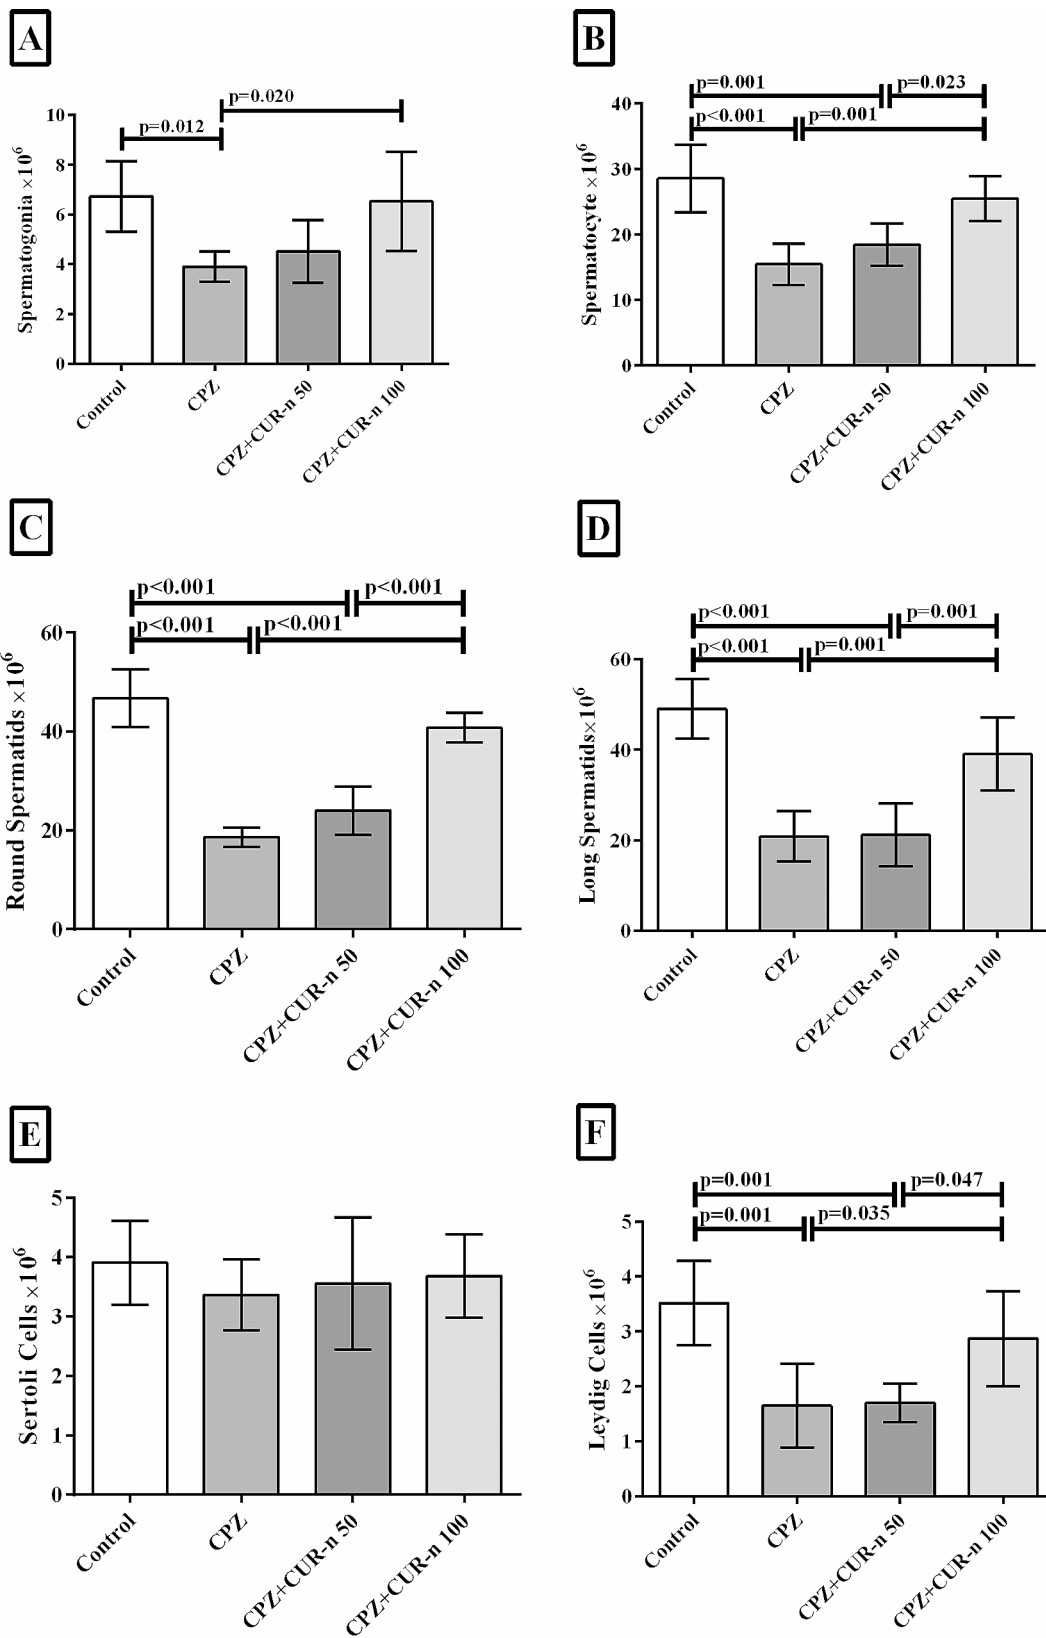 A
p=0.020
p=0.012
Spermatogonia ×10⁶
10
8
6
4
2
0
Control
CPZ
CPZ+CUR-n 50
CPZ+CUR-n 100
B
p=0.001
p=0.023
p<0.001
p=0.001
Spermatocyte ×10⁶
40
30
20
10
0
Control
CPZ
CPZ+CUR-n 50
CPZ+CUR-n 100
C
p<0.001
p<0.001
p<0.001
p<0.001
Round Spermatids ×10⁶
60
40
20
0
Control
CPZ
CPZ+CUR-n 50
CPZ+CUR-n 100
D
p<0.001
p=0.001
p<0.001
p=0.001
Long Spermatids×10⁶
60
40
20
0
Control
CPZ
CPZ+CUR-n 50
CPZ+CUR-n 100
E
Sertoli Cells ×10⁶
5
4
3
2
1
0
Control
CPZ
CPZ+CUR-n 50
CPZ+CUR-n 100
F
p=0.001
p=0.047
p=0.001
p=0.035
Leydig Cells ×10⁶
5
4
3
2
1
0
Control
CPZ
CPZ+CUR-n 50
CPZ+CUR-n 100